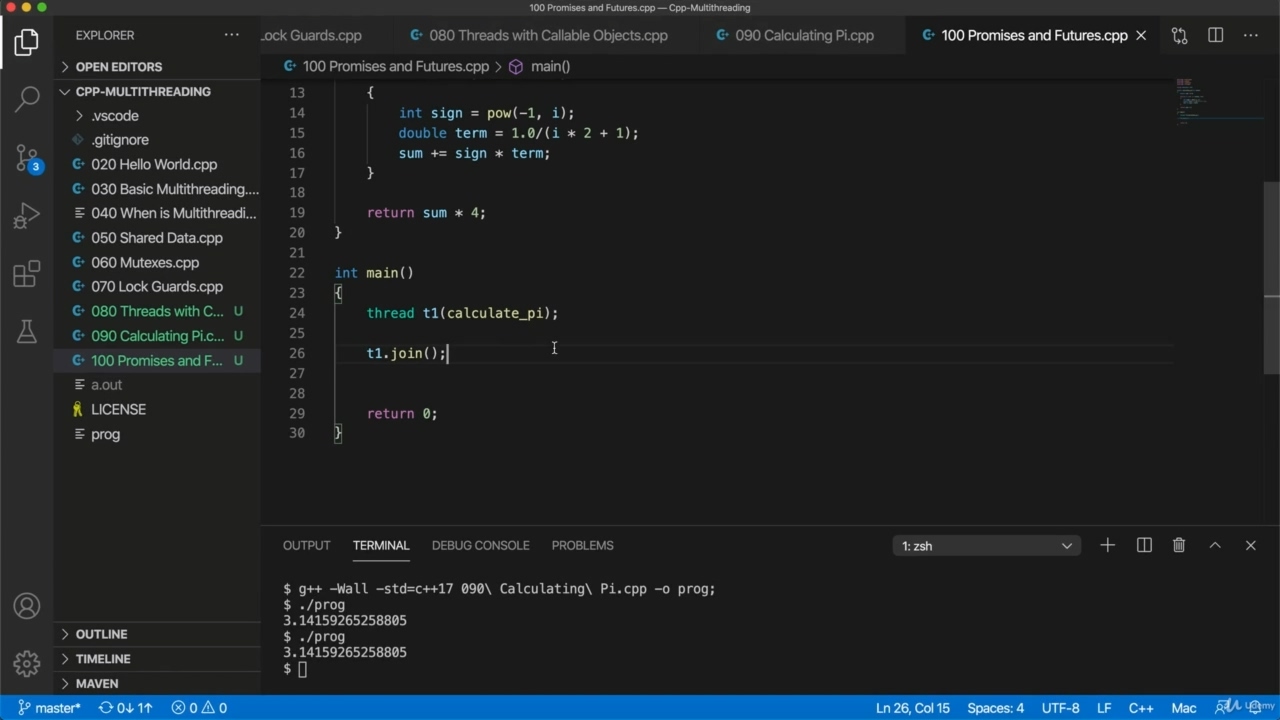 100 Promises and Futures.cpp — Cpp-Multithreading
EXPLORER
Lock Guards.cpp
080 Threads with Callable Objects.cpp
090 Calculating Pi.cpp
100 Promises and Futures.cpp
OPEN EDITORS
100 Promises and Futures.cpp > main()
CPP-MULTITHREADING
.vscode
.gitignore
020 Hello World.cpp
030 Basic Multithreading....
040 When is Multithreadi...
050 Shared Data.cpp
060 Mutexes.cpp
070 Lock Guards.cpp
080 Threads with C... U
090 Calculating Pi.c... U
100 Promises and F... U
a.out
LICENSE
prog
3
13 {
14 int sign = pow(-1, i);
15 double term = 1.0/(i * 2 + 1);
16 sum += sign * term;
17 }
18
19 return sum * 4;
20 }
21
22 int main()
23 {
24 thread t1(calculate_pi);
25
26 t1.join();
27
28
29 return 0;
30 }
OUTPUT TERMINAL DEBUG CONSOLE PROBLEMS 1: zsh
$ g++ -Wall -std=c++17 090\ Calculating\ Pi.cpp -o prog;
$ ./prog
3.14159265258805
$ ./prog
3.14159265258805
$
OUTLINE
TIMELINE
MAVEN
master* 0↓ 1↑ 0 0 Ln 26, Col 15 Spaces: 4 UTF-8 LF C++ Mac Udemy